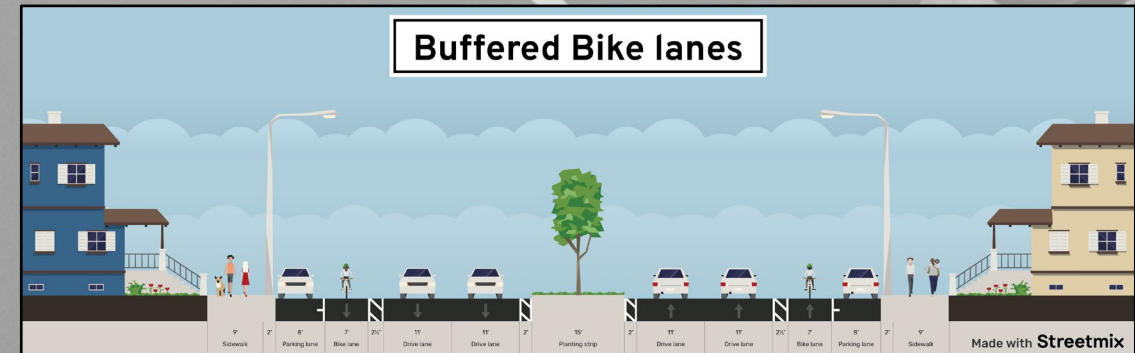 Buffered Bike lanes
9' 2' 8' 7' 2½' 11' 11' 2' 15' 2' 11' 11' 2½' 7' 8' 2' 9'
Sidewalk Parking lane Bike lane Drive lane Drive lane Planting strip Drive lane Drive lane Bike lane Parking lane Sidewalk
Made with Streetmix